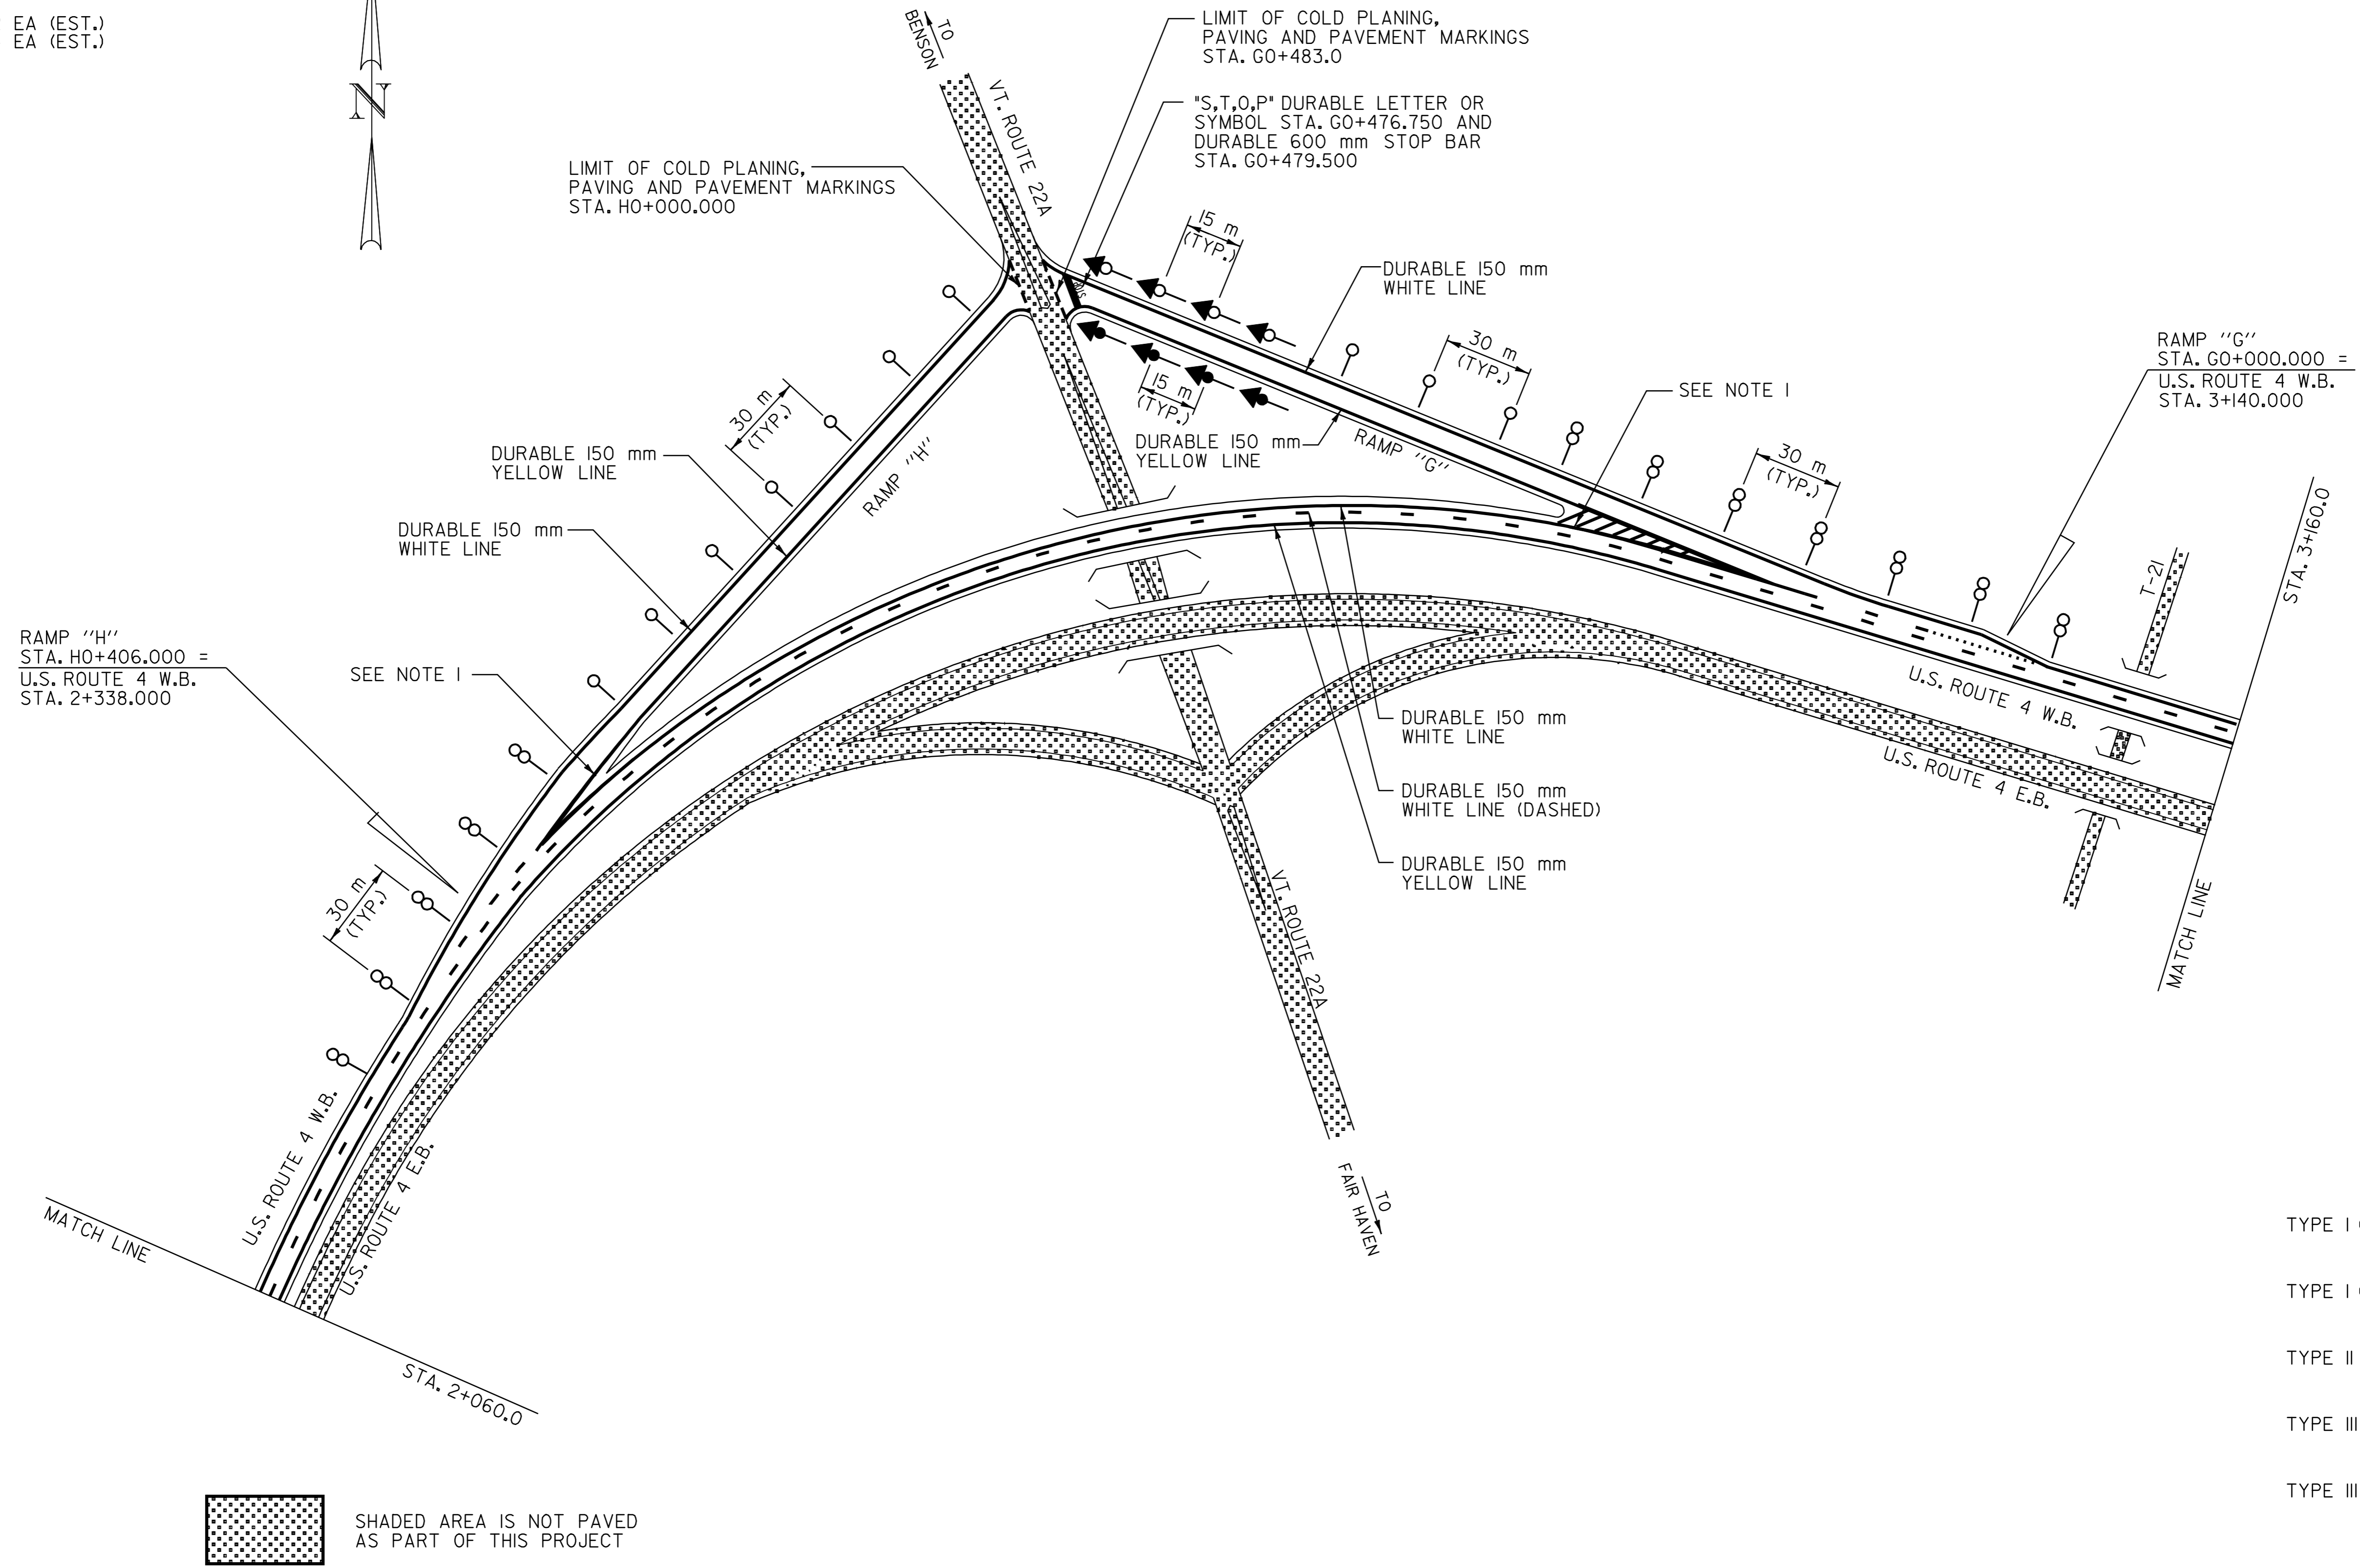 EA (EST.)
EA (EST.)
N
TO
BENSON
VT. ROUTE 22A
LIMIT OF COLD PLANING,
PAVING AND PAVEMENT MARKINGS
STA. G0+483.0
"S,T,O,P" DURABLE LETTER OR
SYMBOL STA. G0+476.750 AND
DURABLE 600 mm STOP BAR
STA. G0+479.500
LIMIT OF COLD PLANING,
PAVING AND PAVEMENT MARKINGS
STA. H0+000.000
15 m
(TYP.)
DURABLE 150 mm
WHITE LINE
30 m
(TYP.)
RAMP "G"
STA. G0+000.000 =
U.S. ROUTE 4 W.B.
STA. 3+140.000
SEE NOTE 1
15 m
(TYP.)
DURABLE 150 mm
YELLOW LINE
RAMP "G"
30 m
(TYP.)
30 m
(TYP.)
DURABLE 150 mm
YELLOW LINE
RAMP "H"
DURABLE 150 mm
WHITE LINE
STA. 3+160.0
T-21
RAMP "H"
STA. H0+406.000 =
U.S. ROUTE 4 W.B.
STA. 2+338.000
SEE NOTE 1
U.S. ROUTE 4 W.B.
U.S. ROUTE 4 E.B.
DURABLE 150 mm
WHITE LINE
DURABLE 150 mm
WHITE LINE (DASHED)
DURABLE 150 mm
YELLOW LINE
30 m
(TYP.)
VT. ROUTE 22A
MATCH LINE
U.S. ROUTE 4 W.B.
U.S. ROUTE 4 E.B.
TO
FAIR HAVEN
MATCH LINE
STA. 2+060.0
TYPE I
TYPE I
TYPE II
TYPE III
TYPE III
SHADED AREA IS NOT PAVED
AS PART OF THIS PROJECT